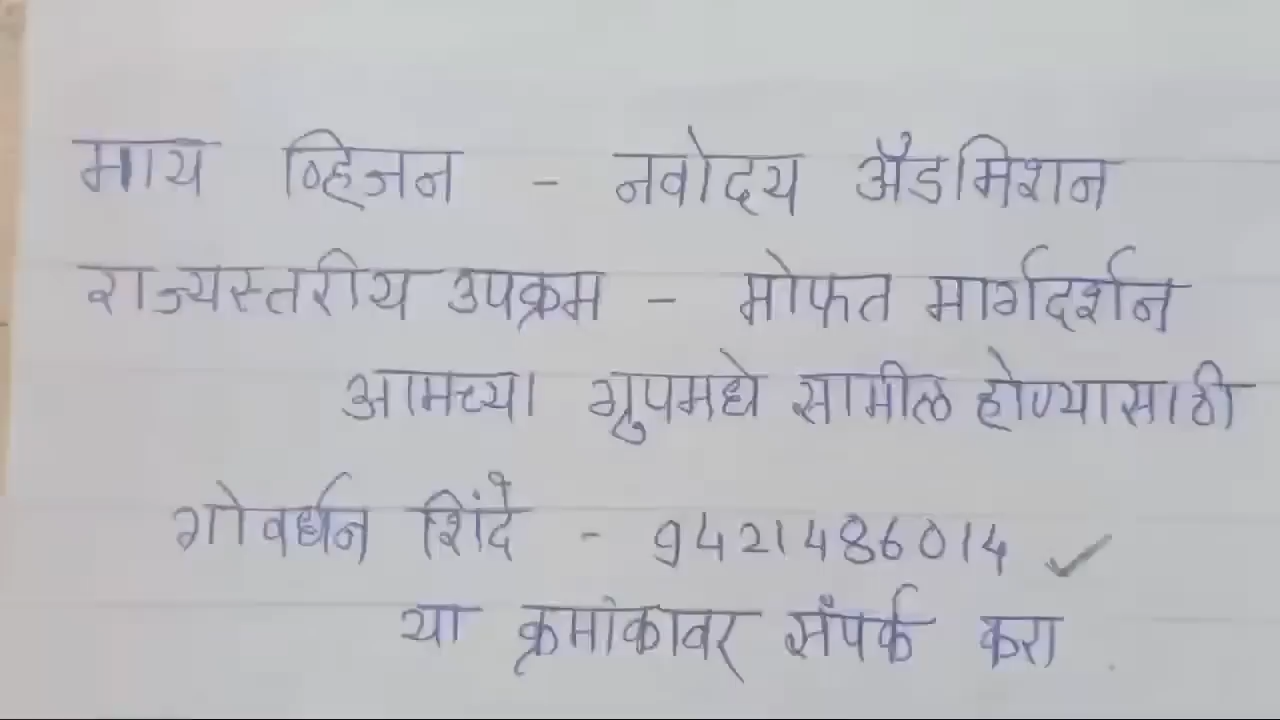 माय व्हिजन - नवोदय ॲडमिशन
राज्यस्तरीय उपक्रम - मोफत मार्गदर्शन
आमच्या ग्रुपमधे सामील होण्यासाठी
गोवर्धन शिंदे - 9421486014 ✓
या क्रमांकावर संपर्क करा